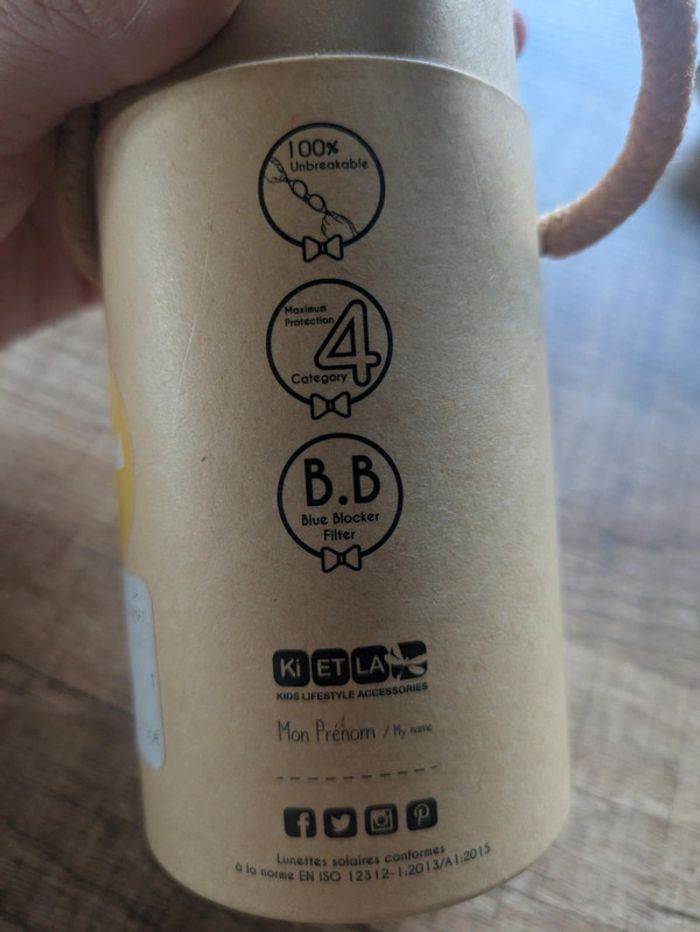 100%
Unbreakable
Maximum
Protection
4
Category
B.B
Blue Blocker
Filter
Ki ET LA
KIDS LIFESTYLE ACCESSORIES
Mon Prénom / My name
Lunettes solaires conformes
à la norme EN ISO 12312-1:2013/A1:2015